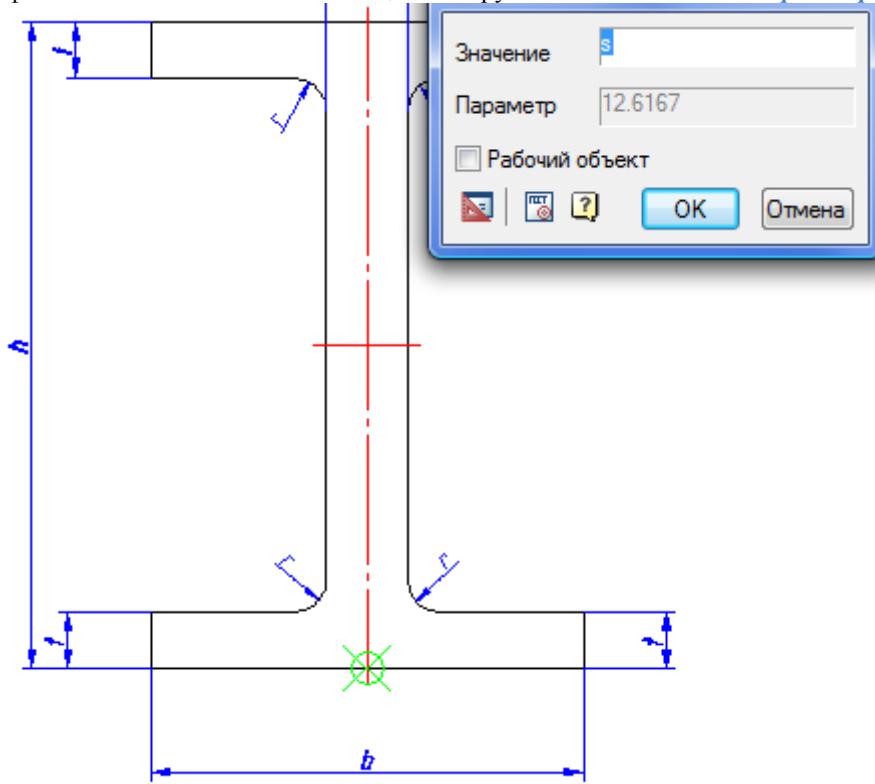 Значение s
t
Параметр 12.6167
r
Рабочий объект
OK Отмена
h
r r
t t
b